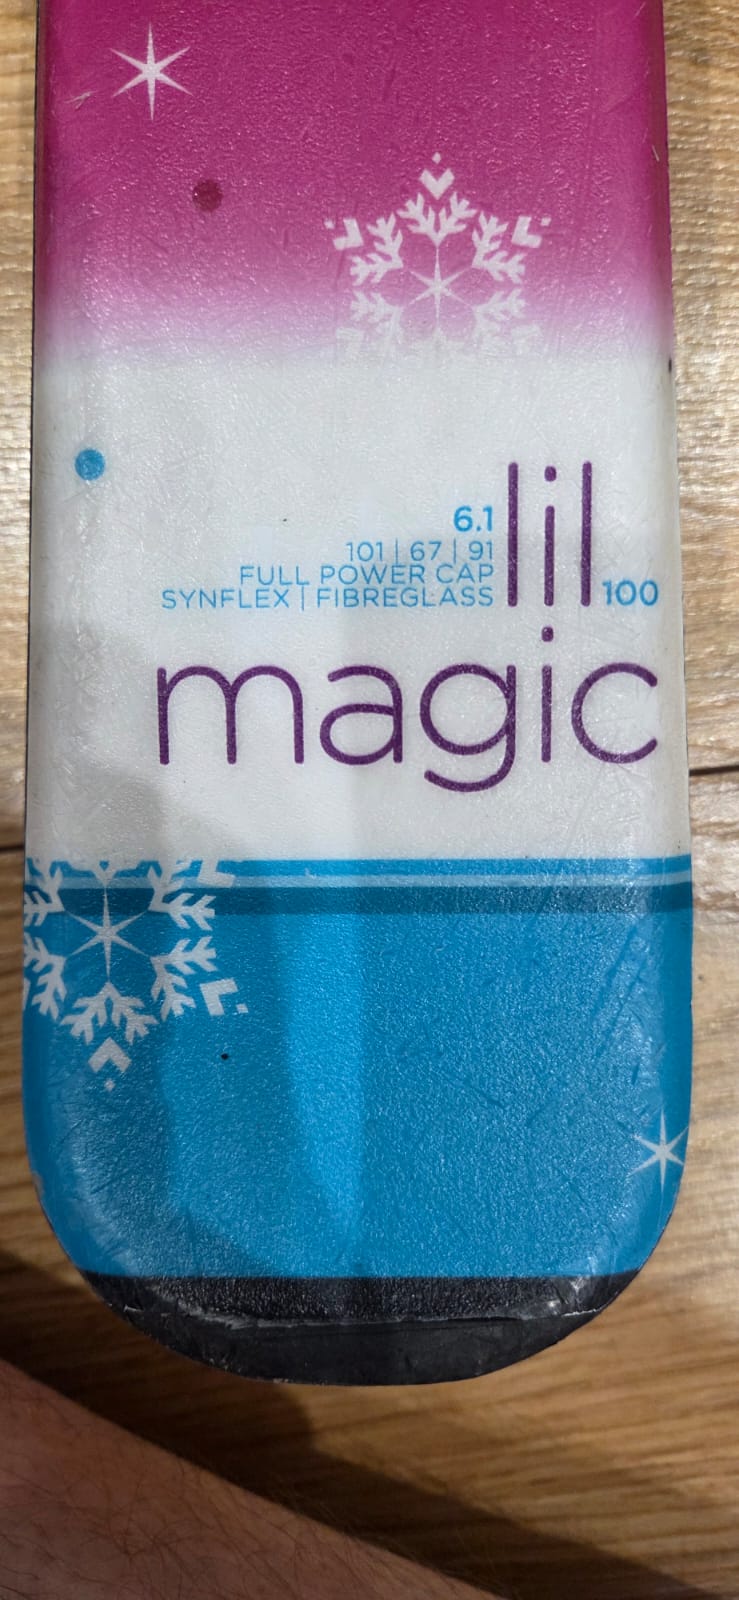 6.1
101 | 67 | 91
FULL POWER CAP
SYNFLEX | FIBREGLASS
lil 100
magic